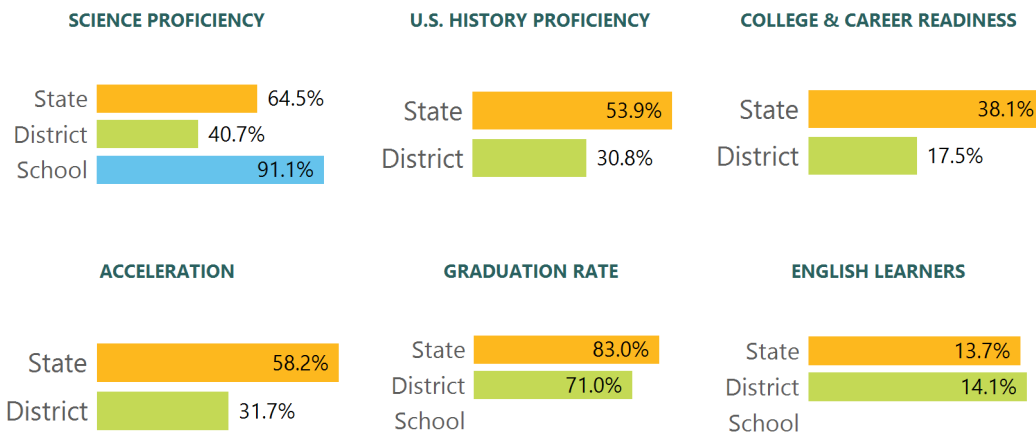 SCIENCE PROFICIENCY
State 64.5%
District 40.7%
School 91.1%
U.S. HISTORY PROFICIENCY
State 53.9%
District 30.8%
COLLEGE & CAREER READINESS
State 38.1%
District 17.5%
ACCELERATION
State 58.2%
District 31.7%
GRADUATION RATE
State 83.0%
District 71.0%
School
ENGLISH LEARNERS
State 13.7%
District 14.1%
School